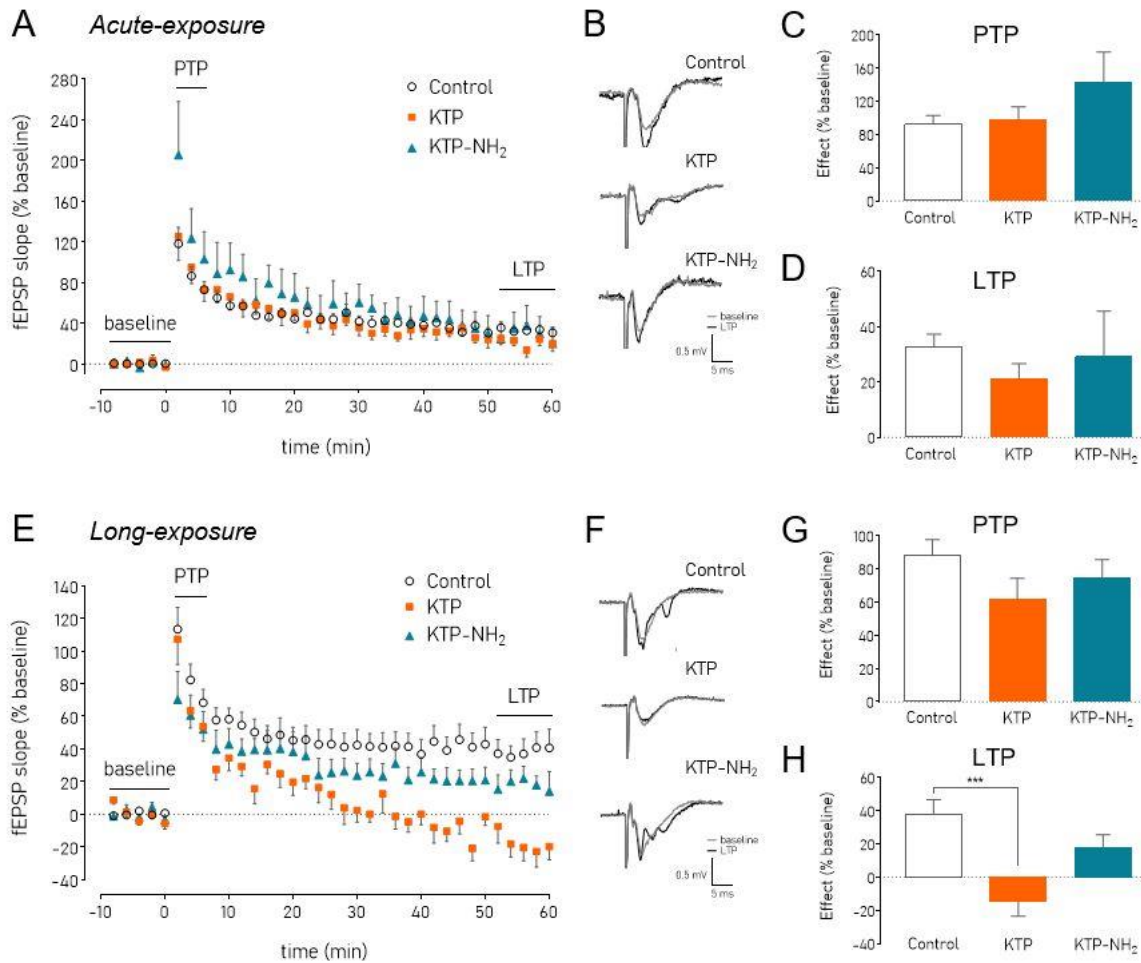 A Acute-exposure
PTP
Control
KTP
KTP-NH2
LTP
baseline
fEPSP slope (% baseline)
280
240
200
160
120
80
40
0
-10 0 10 20 30 40 50 60
time (min)
B
Control
KTP
KTP-NH2
baseline
LTP
0.5 mV
5 ms
C PTP
Effect (% baseline)
200
160
120
80
40
0
Control KTP KTP-NH2
D LTP
Effect (% baseline)
60
40
20
0
Control KTP KTP-NH2
E Long-exposure
PTP
Control
KTP
KTP-NH2
LTP
baseline
fEPSP slope (% baseline)
140
120
100
80
60
40
20
0
-20
-40
-10 0 10 20 30 40 50 60
time (min)
F
Control
KTP
KTP-NH2
baseline
LTP
0.5 mV
5 ms
G PTP
Effect (% baseline)
100
80
60
40
20
0
Control KTP KTP-NH2
H LTP
***
Effect (% baseline)
60
40
20
0
-20
-40
Control KTP KTP-NH2